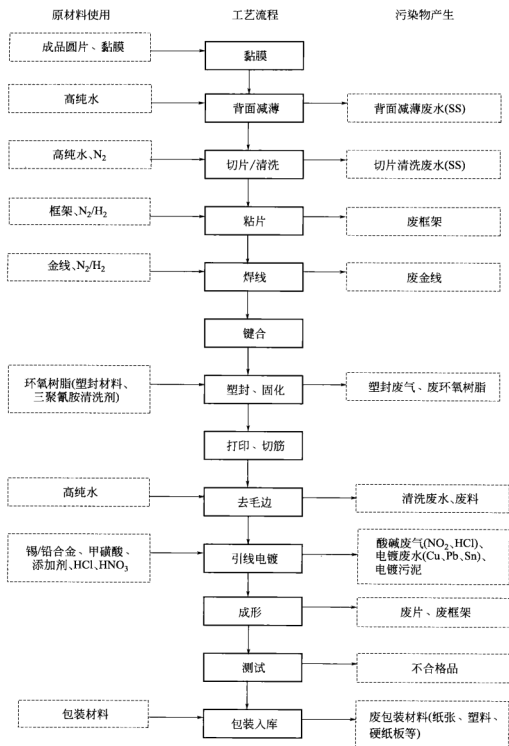 原材料使用 工艺流程 污染物产生
成品圆片、黏膜 黏膜
高纯水 背面减薄 背面减薄废水(SS)
高纯水、N₂ 切片/清洗 切片清洗废水(SS)
框架、N₂/H₂ 粘片 废框架
金线、N₂/H₂ 焊线 废金线
键合
环氧树脂(塑封材料、
三聚氰胺清洗剂)
塑封、固化 塑封废气、废环氧树脂
打印、切筋
高纯水 去毛边 清洗废水、废料
锡/铅合金、甲磺酸、
添加剂、HCl、HNO₃
引线电镀
酸碱废气(NO₂、HCl)、
电镀废水(Cu、Pb、Sn)、
电镀污泥
成形 废片、废框架
测试 不合格品
包装材料 包装入库
废包装材料(纸张、塑料、
硬纸板等)